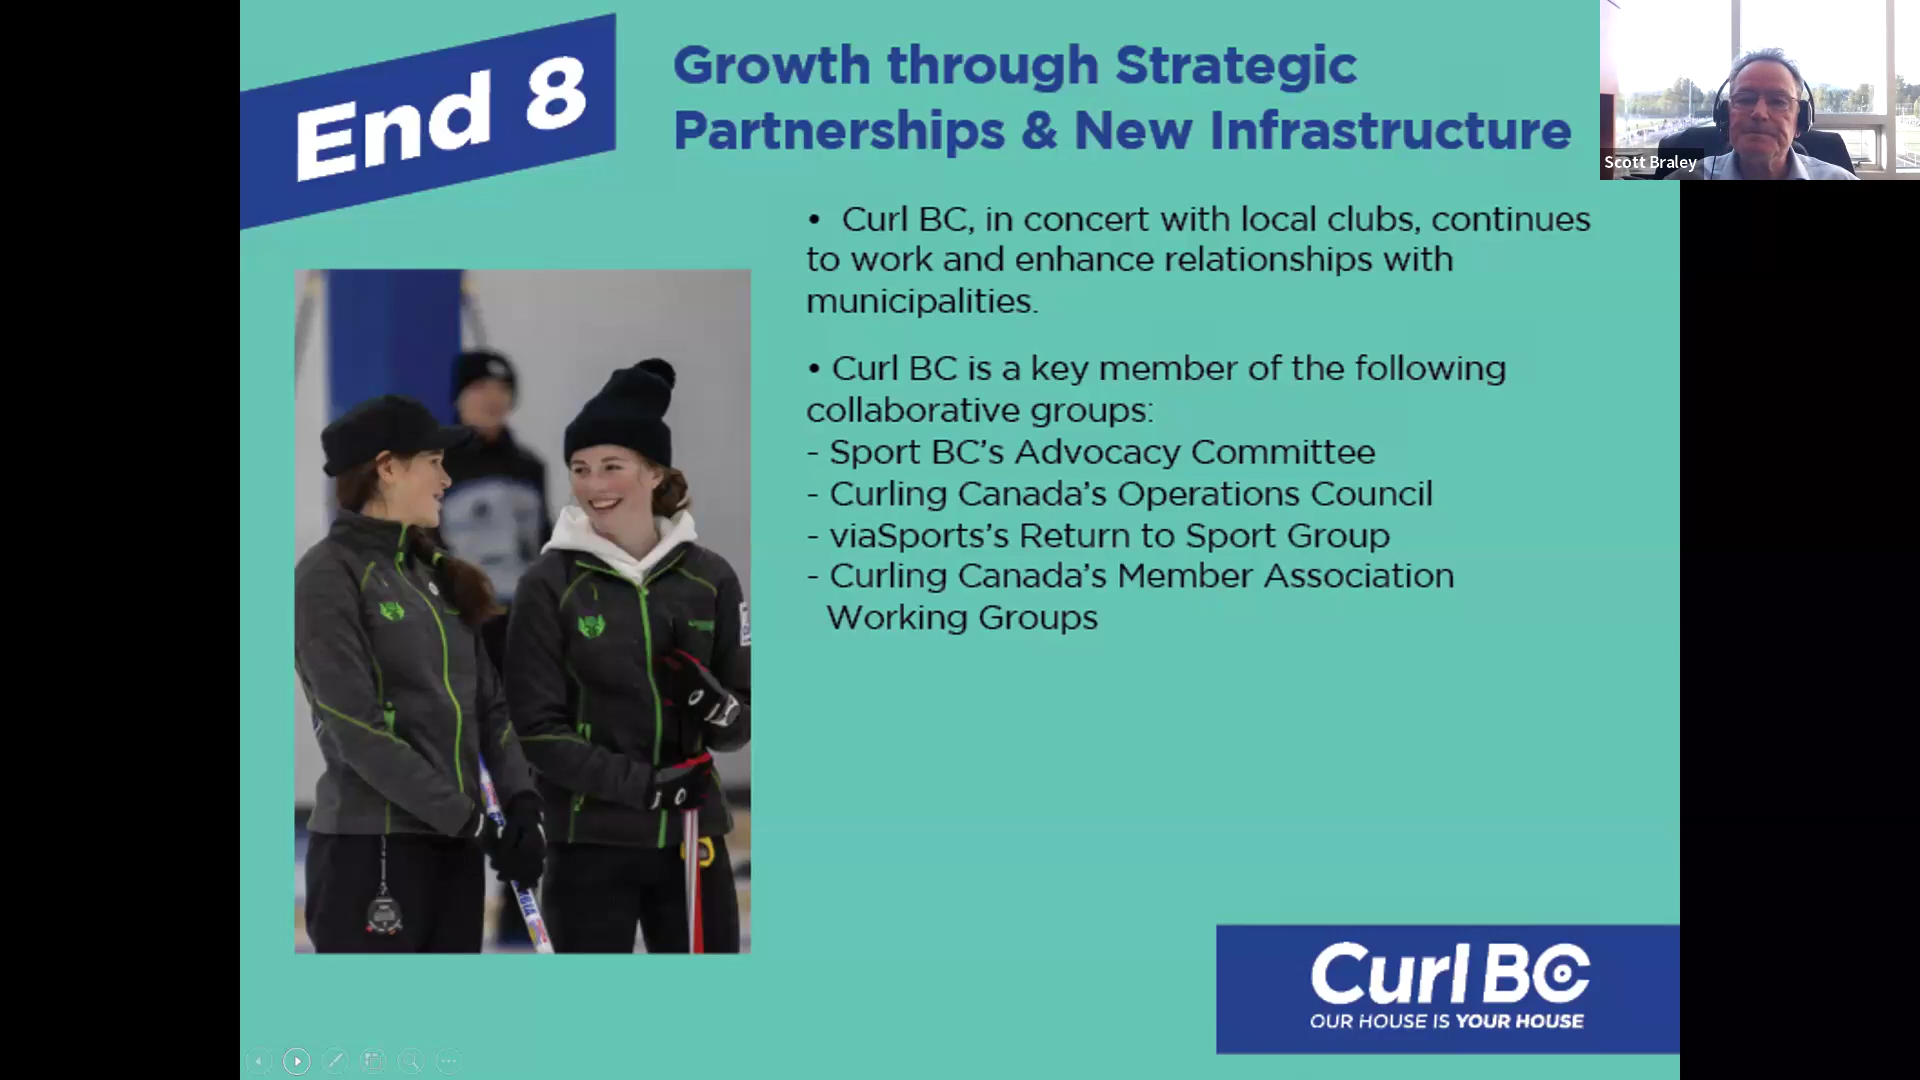 End 8
Growth through Strategic
Partnerships & New Infrastructure
Scott Braley
• Curl BC, in concert with local clubs, continues
to work and enhance relationships with
municipalities.
• Curl BC is a key member of the following
collaborative groups:
- Sport BC's Advocacy Committee
- Curling Canada's Operations Council
- viaSports's Return to Sport Group
- Curling Canada's Member Association
Working Groups
Curl BC
OUR HOUSE IS YOUR HOUSE